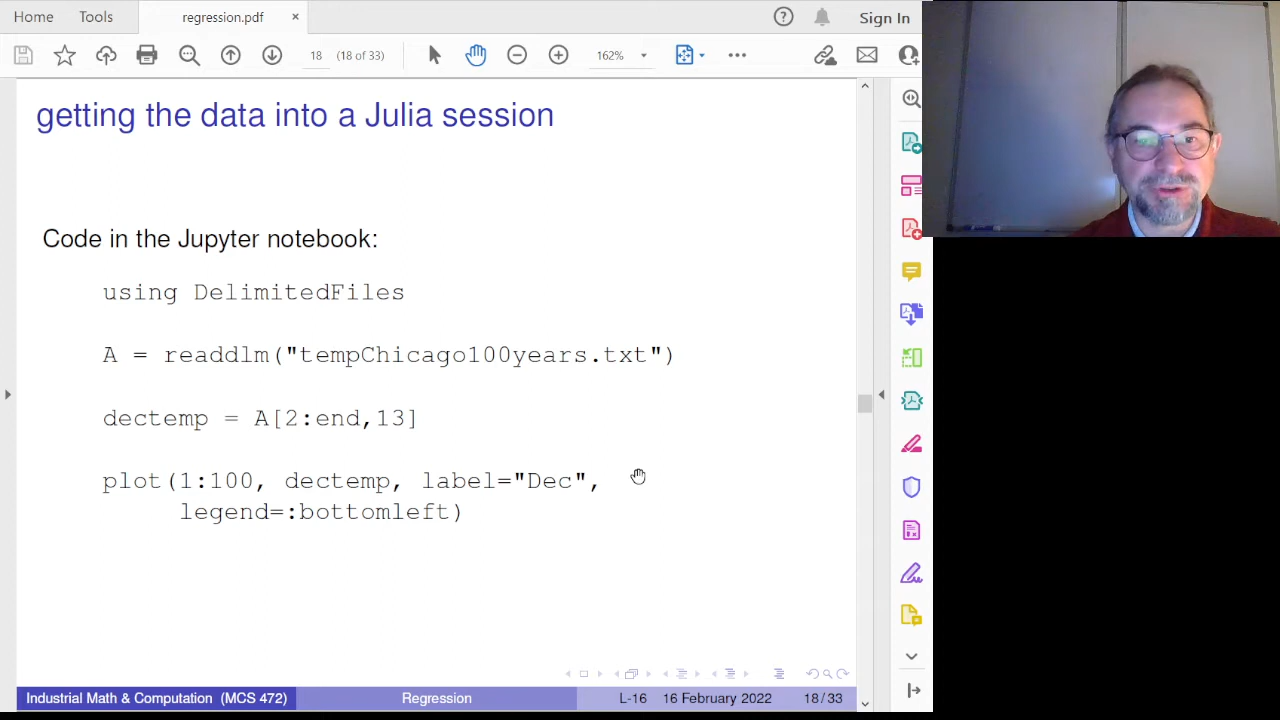 Home Tools regression.pdf × Sign In
18 (18 of 33) 162%
getting the data into a Julia session
Code in the Jupyter notebook:
using DelimitedFiles
A = readdlm("tempChicago100years.txt")
dectemp = A[2:end,13]
plot(1:100, dectemp, label="Dec",
legend=:bottomleft)
Industrial Math & Computation (MCS 472) Regression L-16 16 February 2022 18 / 33